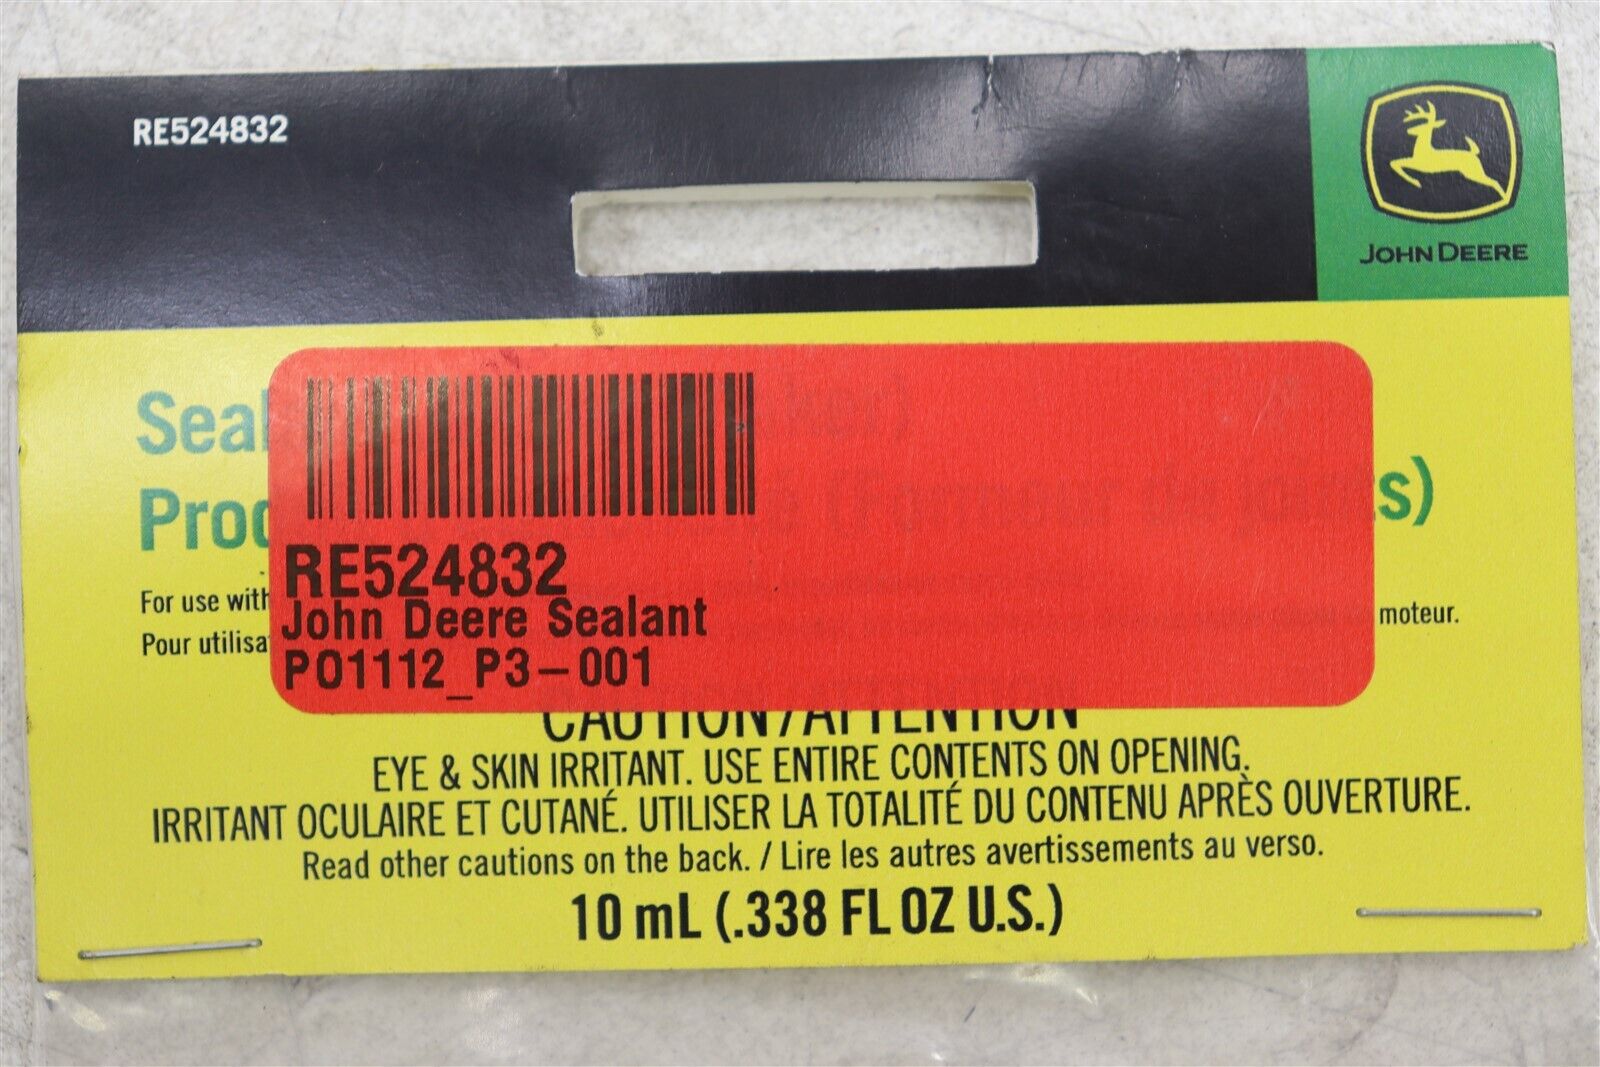 RE524832
JOHN DEERE
Seal
Proc
s)
For use with
Pour utilisa
moteur.
RE524832
John Deere Sealant
PO1112_P3-001
CAUTION/ATTENTION
EYE & SKIN IRRITANT. USE ENTIRE CONTENTS ON OPENING.
IRRITANT OCULAIRE ET CUTANÉ. UTILISER LA TOTALITÉ DU CONTENU APRÈS OUVERTURE.
Read other cautions on the back. / Lire les autres avertissements au verso.
10 mL (.338 FL OZ U.S.)